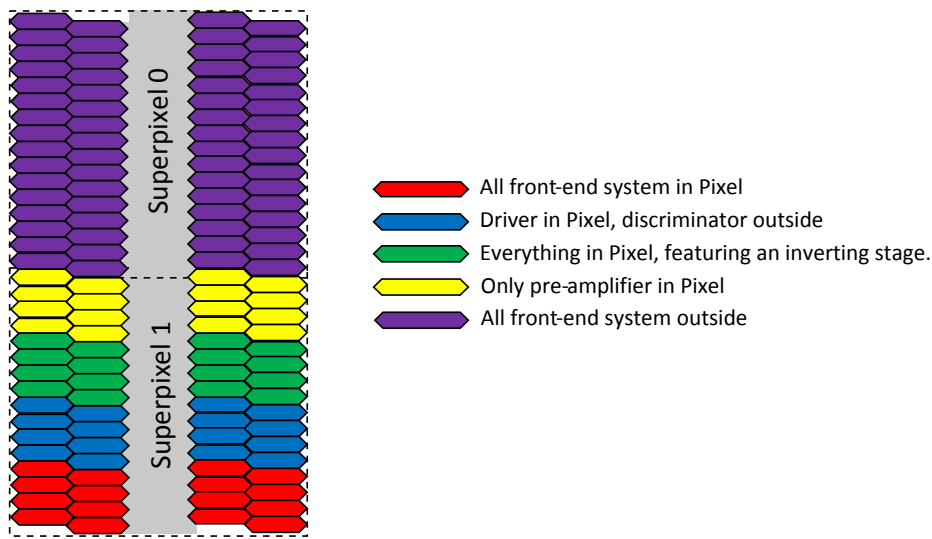 Superpixel 0
Superpixel 1
All front-end system in Pixel
Driver in Pixel, discriminator outside
Everything in Pixel, featuring an inverting stage.
Only pre-amplifier in Pixel
All front-end system outside